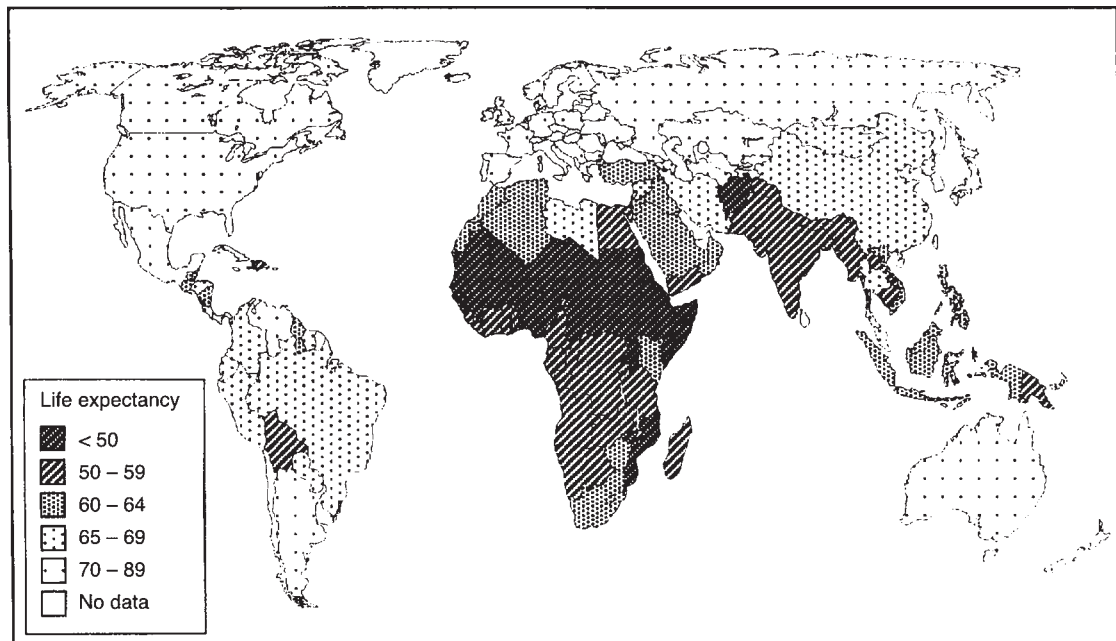 Life expectancy
< 50
50 – 59
60 – 64
65 – 69
70 – 89
No data